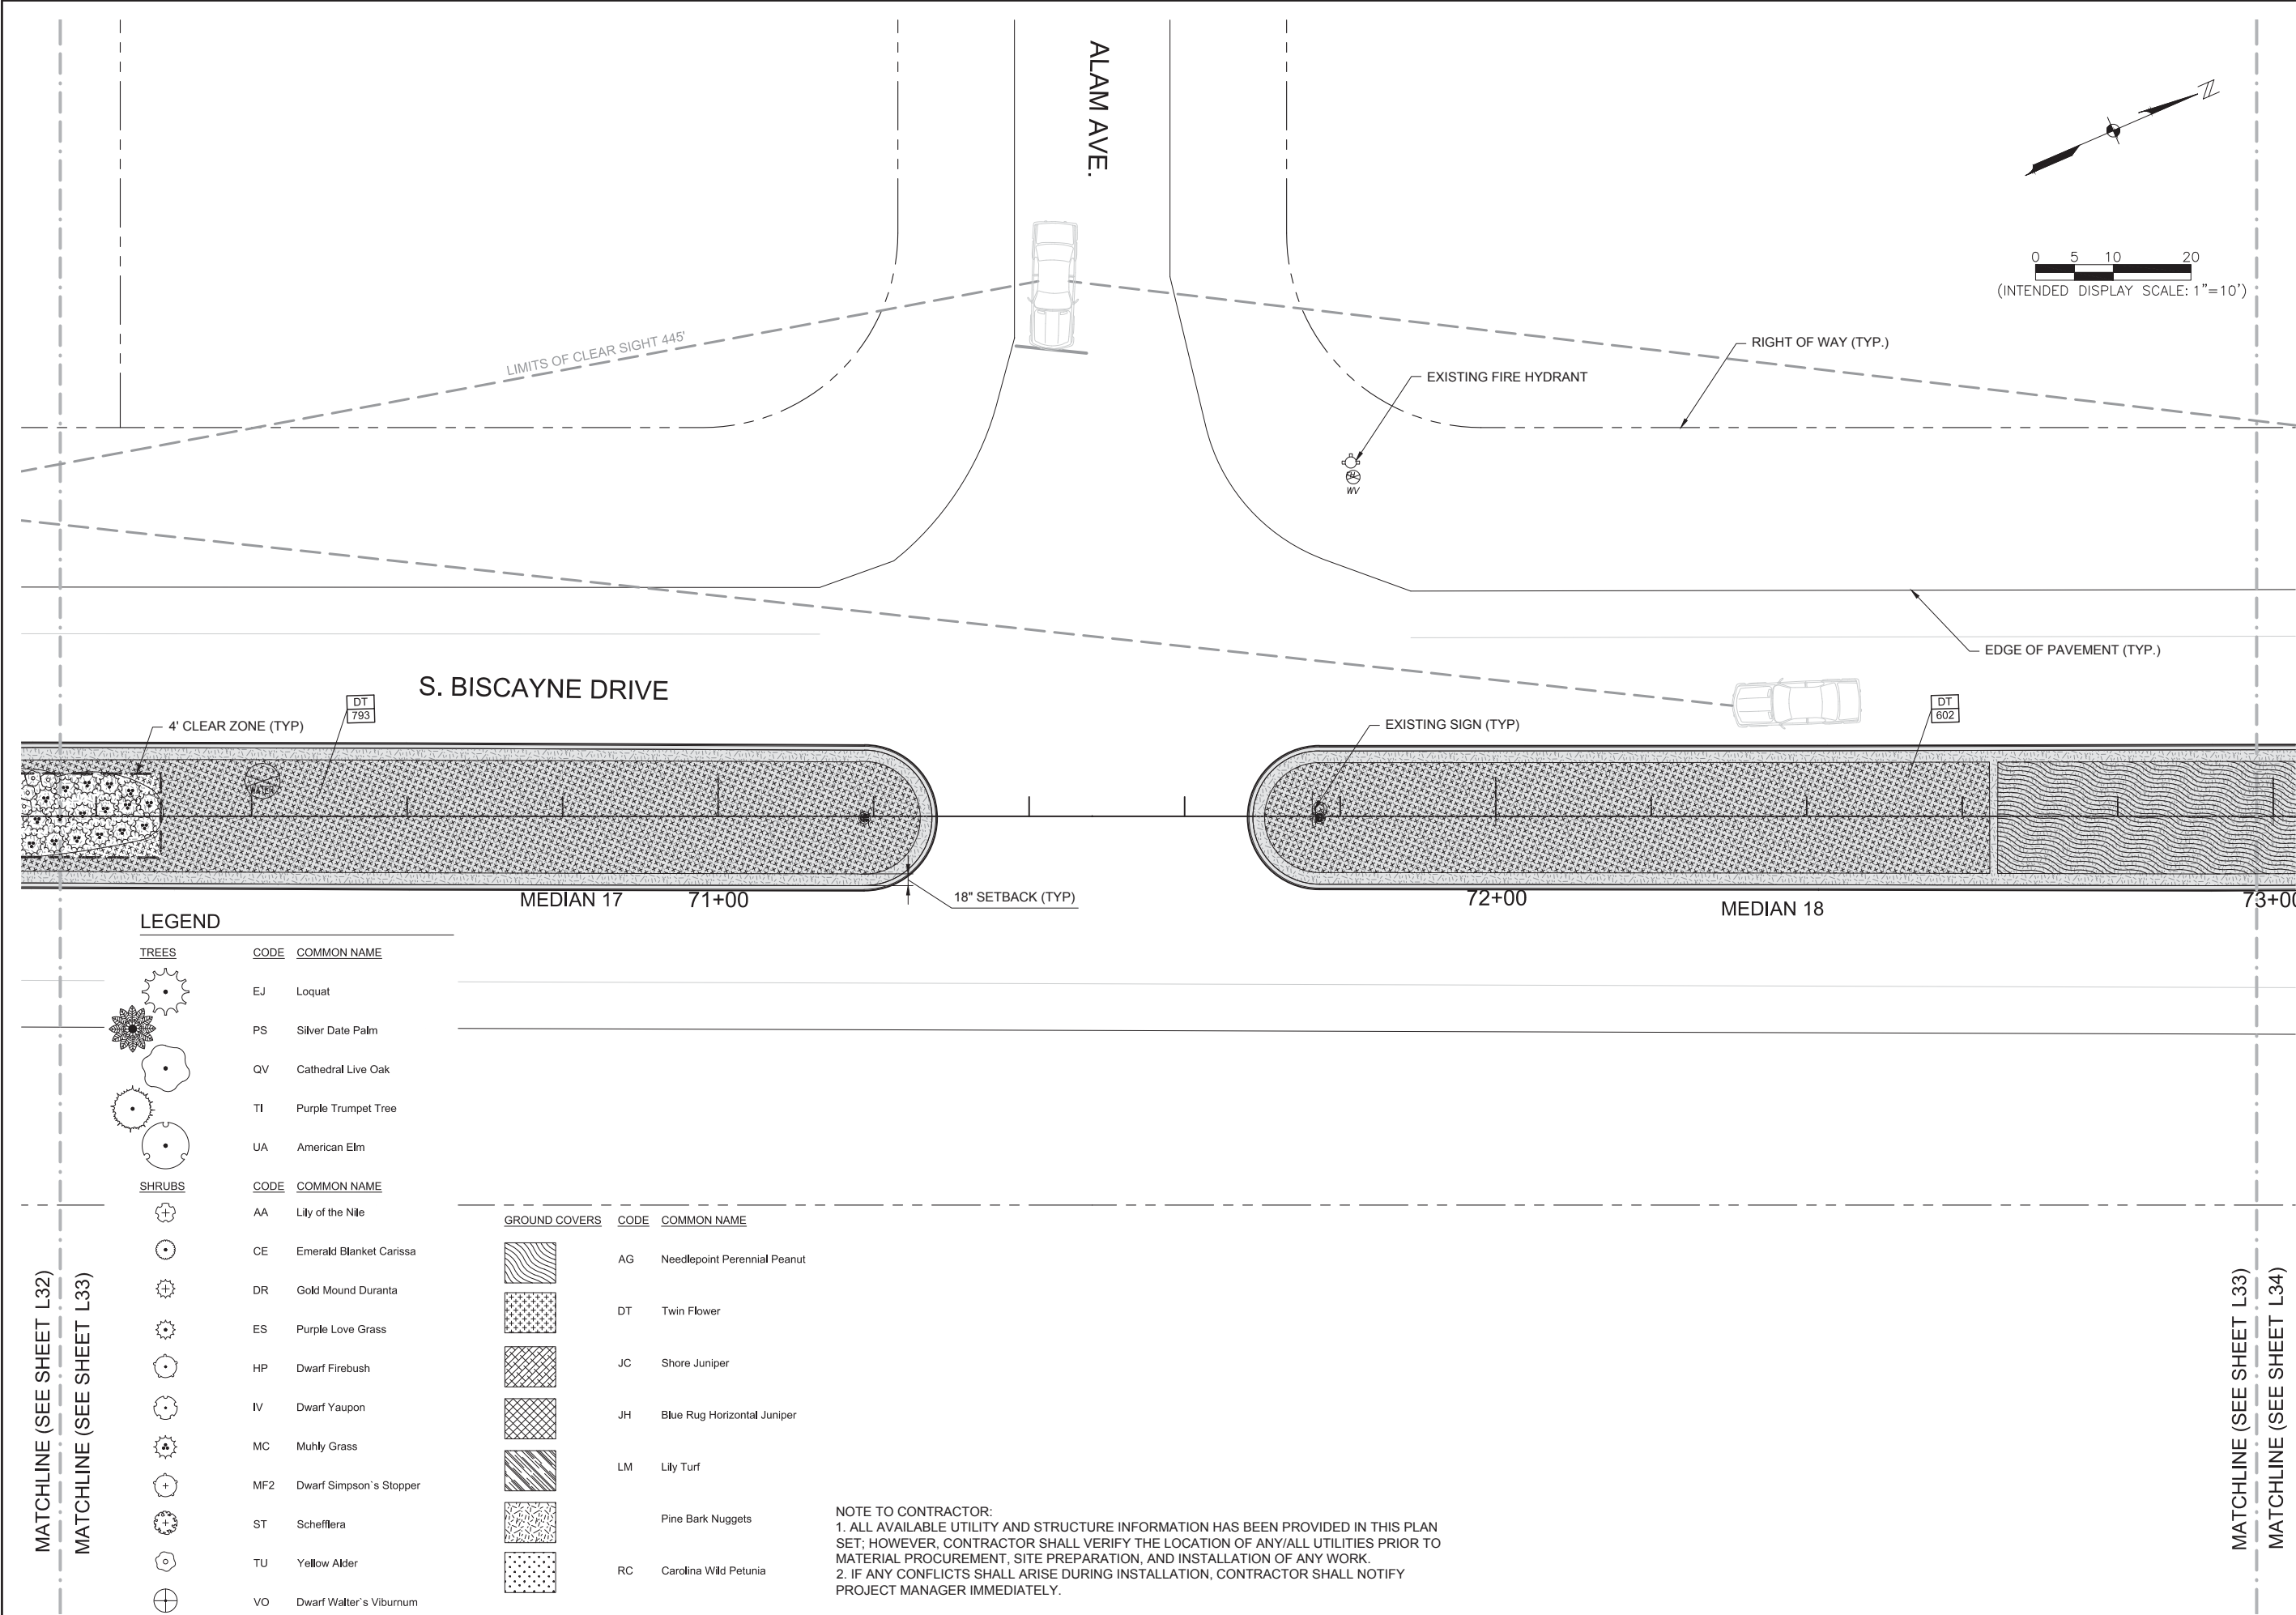 ALAM AVE.
N
0 5 10 20
(INTENDED DISPLAY SCALE: 1"=10')
LIMITS OF CLEAR SIGHT 445'
RIGHT OF WAY (TYP.)
EXISTING FIRE HYDRANT
WV
EDGE OF PAVEMENT (TYP.)
S. BISCAYNE DRIVE
DT
793
DT
602
4' CLEAR ZONE (TYP)
EXISTING SIGN (TYP)
WATER
MEDIAN 17
71+00
18" SETBACK (TYP)
72+00
MEDIAN 18
73+00
LEGEND
TREES CODE COMMON NAME
EJ Loquat
PS Silver Date Palm
QV Cathedral Live Oak
TI Purple Trumpet Tree
UA American Elm
SHRUBS CODE COMMON NAME
AA Lily of the Nile
CE Emerald Blanket Carissa
DR Gold Mound Duranta
ES Purple Love Grass
HP Dwarf Firebush
IV Dwarf Yaupon
MC Muhly Grass
MF2 Dwarf Simpson`s Stopper
ST Schefflera
TU Yellow Alder
VO Dwarf Walter`s Viburnum
GROUND COVERS CODE COMMON NAME
AG Needlepoint Perennial Peanut
DT Twin Flower
JC Shore Juniper
JH Blue Rug Horizontal Juniper
LM Lily Turf
Pine Bark Nuggets
RC Carolina Wild Petunia
NOTE TO CONTRACTOR:
1. ALL AVAILABLE UTILITY AND STRUCTURE INFORMATION HAS BEEN PROVIDED IN THIS PLAN
SET; HOWEVER, CONTRACTOR SHALL VERIFY THE LOCATION OF ANY/ALL UTILITIES PRIOR TO
MATERIAL PROCUREMENT, SITE PREPARATION, AND INSTALLATION OF ANY WORK.
2. IF ANY CONFLICTS SHALL ARISE DURING INSTALLATION, CONTRACTOR SHALL NOTIFY
PROJECT MANAGER IMMEDIATELY.
MATCHLINE (SEE SHEET L32)
MATCHLINE (SEE SHEET L33)
MATCHLINE (SEE SHEET L33)
MATCHLINE (SEE SHEET L34)